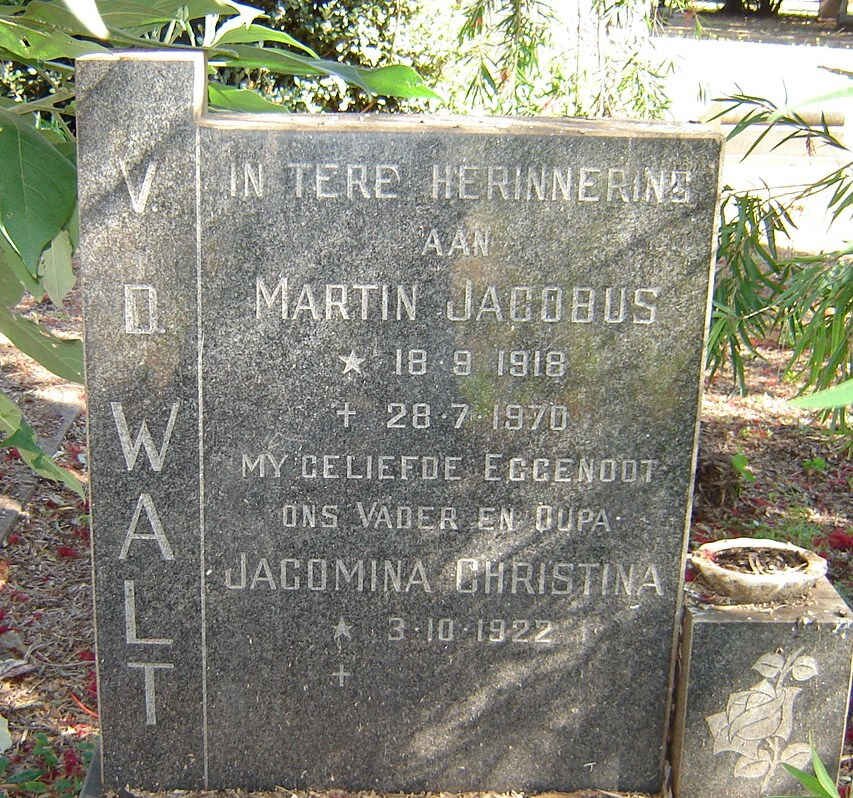 V
D.
WALT
IN TERE HERINNERING
AAN
MARTIN JACOBUS
★ 18·9·1918
+ 28·7·1970
MY GELIEFDE EGGENOOT
ONS VADER EN OUPA·
JACOMINA CHRISTINA
★ 3·10·1922
+